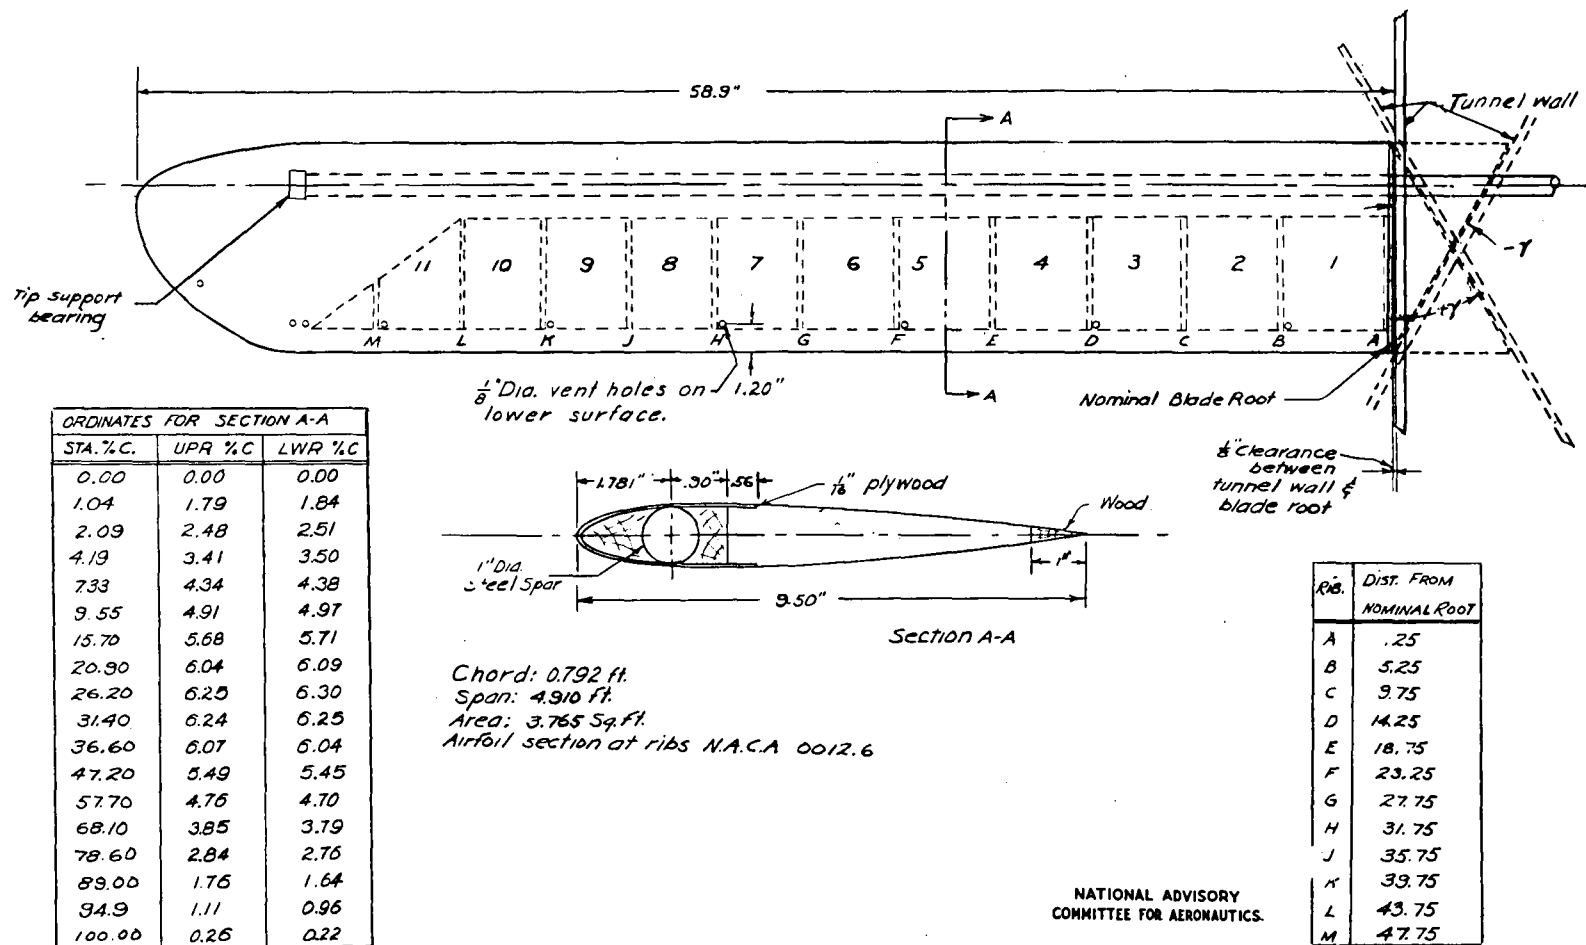 58.9"
A
Tunnel wall
-γ
+γ
11 10 9 8 7 6 5 4 3 2 1
Tip support
bearing
M L K J H G F E D C B A
1/8" Dia. vent holes on
lower surface.
1.20"
A
Nominal Blade Root
1/8" Clearance
between
tunnel wall &
blade root
ORDINATES FOR SECTION A-A
STA. % C. UPR % C LWR % C
0.00 0.00 0.00
1.04 1.79 1.84
2.09 2.48 2.51
4.19 3.41 3.50
7.33 4.34 4.38
9.55 4.91 4.97
15.70 5.68 5.71
20.90 6.04 6.09
26.20 6.25 6.30
31.40 6.24 6.25
36.60 6.07 6.04
47.20 5.49 5.45
57.70 4.76 4.70
68.10 3.85 3.79
78.60 2.84 2.76
89.00 1.76 1.64
94.9 1.11 0.96
100.00 0.26 0.22
1.781" .90" .56
1/16" plywood
Wood
1" Dia.
Steel Spar
1"
9.50"
Section A-A
Chord: 0.792 ft.
Span: 4.910 ft.
Area: 3.765 Sq. ft.
Airfoil section at ribs N.A.C.A 0012.6
RIB. DIST. FROM
NOMINAL ROOT
A .25
B 5.25
C 9.75
D 14.25
E 18.75
F 23.25
G 27.75
H 31.75
J 35.75
K 39.75
L 43.75
M 47.75
NATIONAL ADVISORY
COMMITTEE FOR AERONAUTICS.